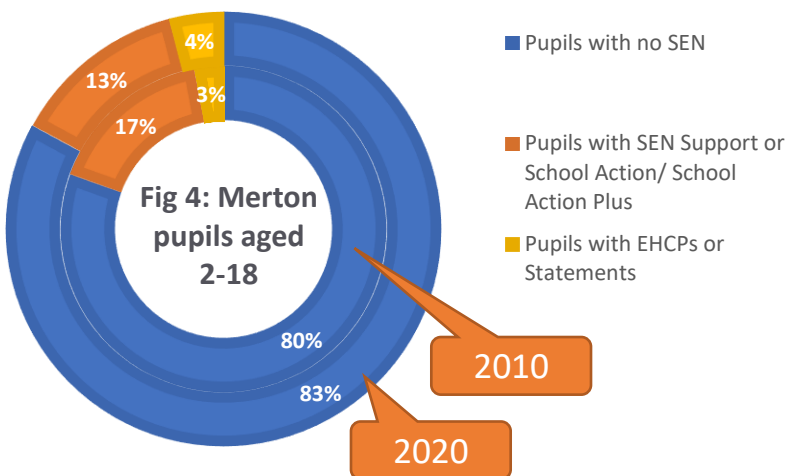 4%
13%
3%
17%
Fig 4: Merton
pupils aged
2-18
80%
83%
2010
2020
Pupils with no SEN
Pupils with SEN Support or
School Action/ School
Action Plus
Pupils with EHCPs or
Statements